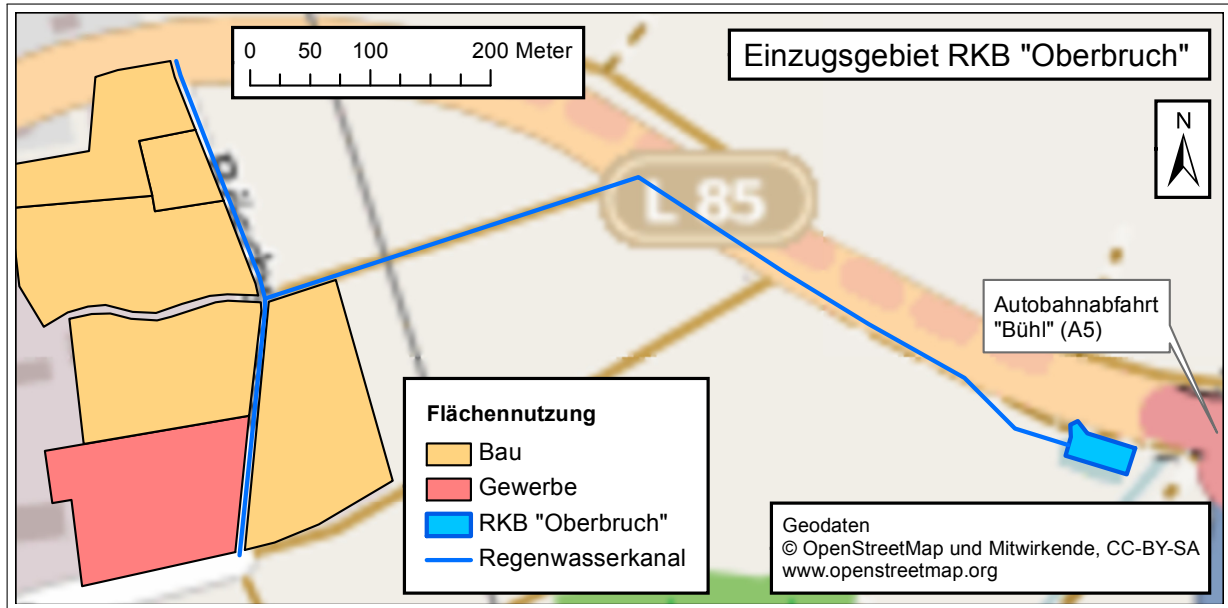 0 50 100 200 Meter
Einzugsgebiet RKB "Oberbruch"
N
L 85
Autobahnabfahrt
"Bühl" (A5)
Flächennutzung
Bau
Gewerbe
RKB "Oberbruch"
Regenwasserkanal
Geodaten
© OpenStreetMap und Mitwirkende, CC-BY-SA
www.openstreetmap.org